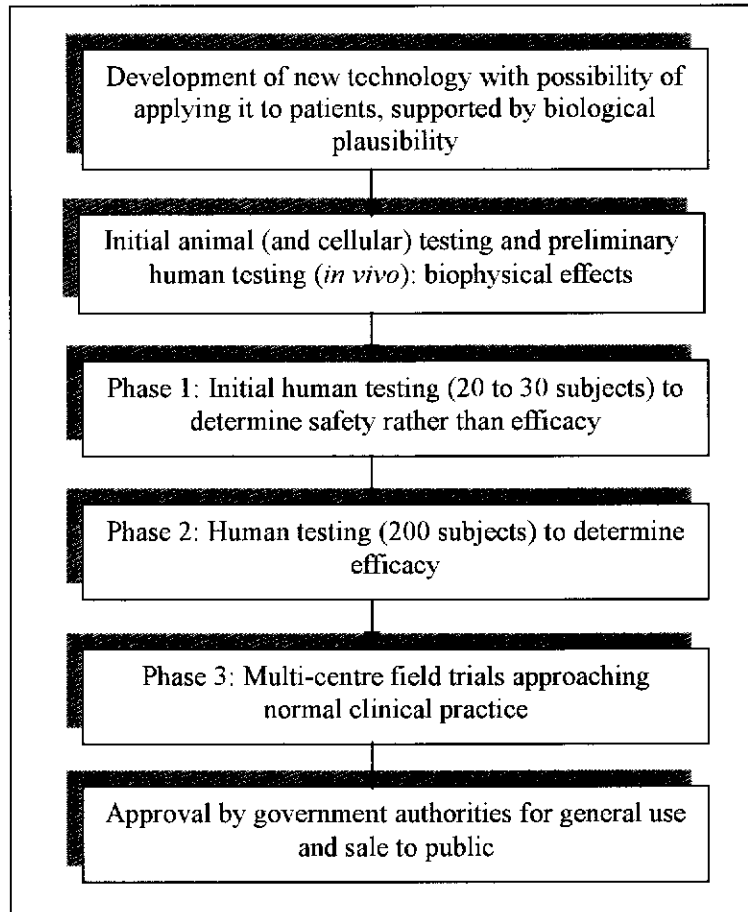 Development of new technology with possibility of
applying it to patients, supported by biological
plausibility
Initial animal (and cellular) testing and preliminary
human testing (in vivo): biophysical effects
Phase 1: Initial human testing (20 to 30 subjects) to
determine safety rather than efficacy
Phase 2: Human testing (200 subjects) to determine
efficacy
Phase 3: Multi-centre field trials approaching
normal clinical practice
Approval by government authorities for general use
and sale to public